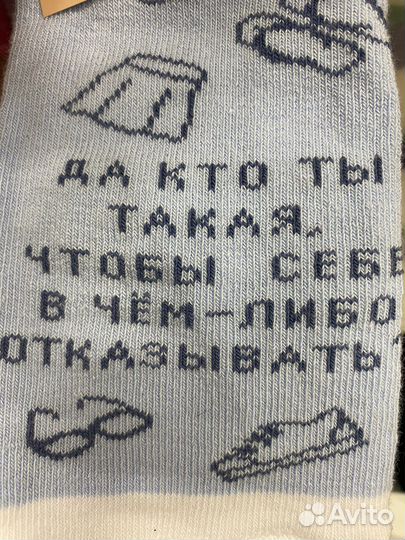 ДА КТО ТЫ
ТАКАЯ,
ЧТОБЫ СЕБЕ
В ЧЁМ-ЛИБО
ОТКАЗЫВАТЬ?
Avito